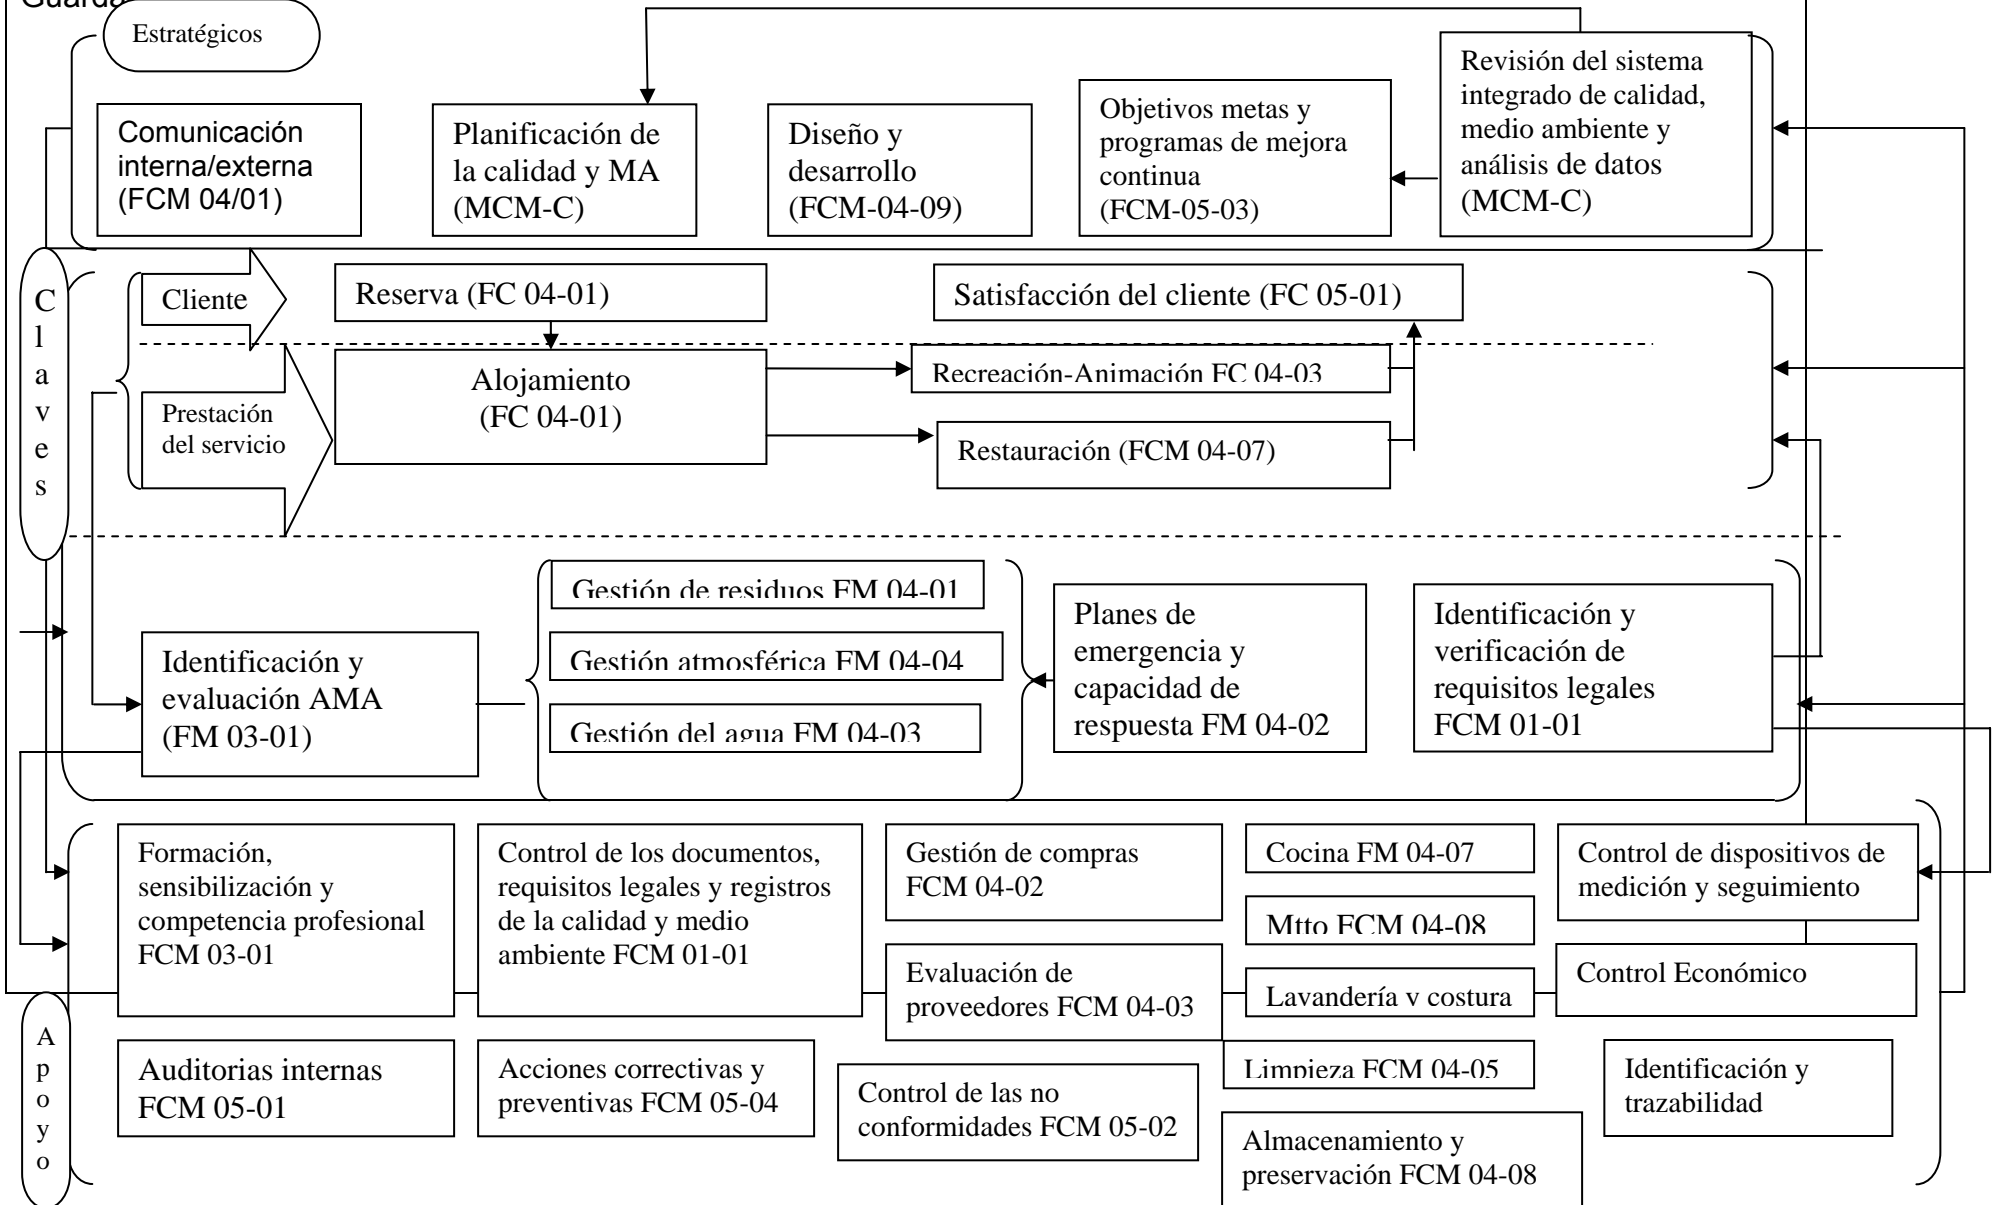 Guarda
Estratégicos
Comunicación
interna/externa
(FCM 04/01)
Planificación de
la calidad y MA
(MCM-C)
Diseño y
desarrollo
(FCM-04-09)
Objetivos metas y
programas de mejora
continua
(FCM-05-03)
Revisión del sistema
integrado de calidad,
medio ambiente y
análisis de datos
(MCM-C)
Claves
Cliente
Reserva (FC 04-01)
Satisfacción del cliente (FC 05-01)
Prestación
del servicio
Alojamiento
(FC 04-01)
Recreación-Animación FC 04-03
Restauración (FCM 04-07)
Identificación y
evaluación AMA
(FM 03-01)
Gestión de residuos FM 04-01
Gestión atmosférica FM 04-04
Gestión del agua FM 04-03
Planes de
emergencia y
capacidad de
respuesta FM 04-02
Identificación y
verificación de
requisitos legales
FCM 01-01
Apoyo
Formación,
sensibilización y
competencia profesional
FCM 03-01
Control de los documentos,
requisitos legales y registros
de la calidad y medio
ambiente FCM 01-01
Gestión de compras
FCM 04-02
Evaluación de
proveedores FCM 04-03
Cocina FM 04-07
Mtto FCM 04-08
Lavandería y costura
Limpieza FCM 04-05
Control de dispositivos de
medición y seguimiento
Control Económico
Auditorias internas
FCM 05-01
Acciones correctivas y
preventivas FCM 05-04
Control de las no
conformidades FCM 05-02
Almacenamiento y
preservación FCM 04-08
Identificación y
trazabilidad